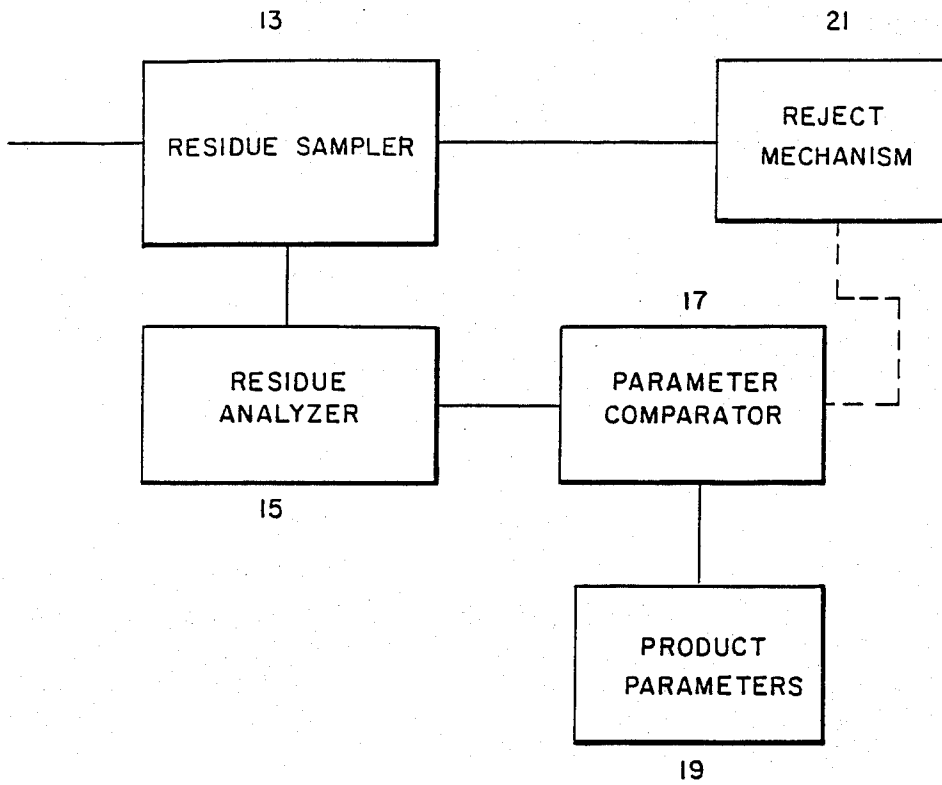 13
21
RESIDUE SAMPLER
REJECT
MECHANISM
17
RESIDUE
ANALYZER
PARAMETER
COMPARATOR
15
PRODUCT
PARAMETERS
19